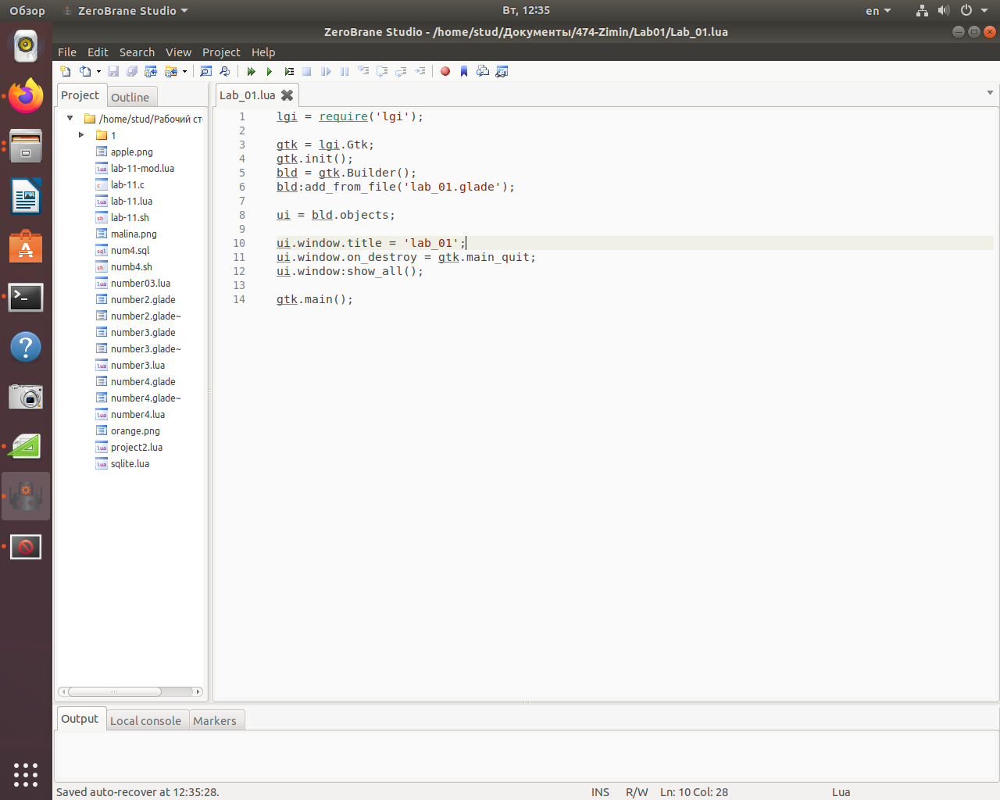 Обзор ZeroBrane Studio Вт, 12:35 en
ZeroBrane Studio - /home/stud/Документы/474-Zimin/Lab01/Lab_01.lua
File Edit Search View Project Help
Project Outline
/home/stud/Рабочий ст
1
apple.png
lab-11-mod.lua
lab-11.c
lab-11.lua
lab-11.sh
malina.png
num4.sql
numb4.sh
number03.lua
number2.glade
number2.glade~
number3.glade
number3.glade~
number3.lua
number4.glade
number4.glade~
number4.lua
orange.png
project2.lua
sqlite.lua
Lab_01.lua
1 lgi = require('lgi');
2
3 gtk = lgi.Gtk;
4 gtk.init();
5 bld = gtk.Builder();
6 bld:add_from_file('lab_01.glade');
7
8 ui = bld.objects;
9
10 ui.window.title = 'lab_01';
11 ui.window.on_destroy = gtk.main_quit;
12 ui.window:show_all();
13
14 gtk.main();
Output Local console Markers
Saved auto-recover at 12:35:28. INS R/W Ln: 10 Col: 28 Lua